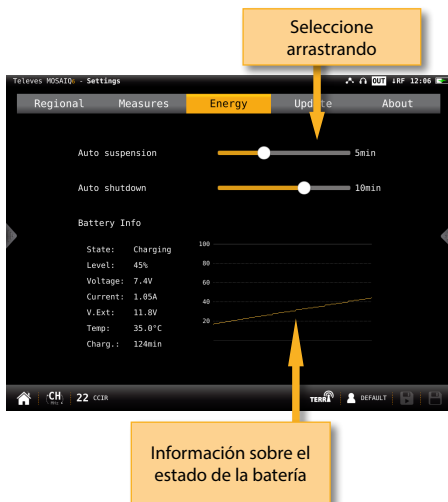 Seleccione
arrastrando
Televes MOSAIQ6 - Settings
OUT ↓RF 12:06
Regional Measures Energy Update About
Auto suspension 5min
Auto shutdown 10min
Battery Info
State: Charging
Level: 45%
Voltage: 7.4V
Current: 1.05A
V.Ext: 11.8V
Temp: 35.0°C
Charg.: 124min
100
80
60
40
20
CH 22 CCIR TERR DEFAULT
MHz
Información sobre el
estado de la batería